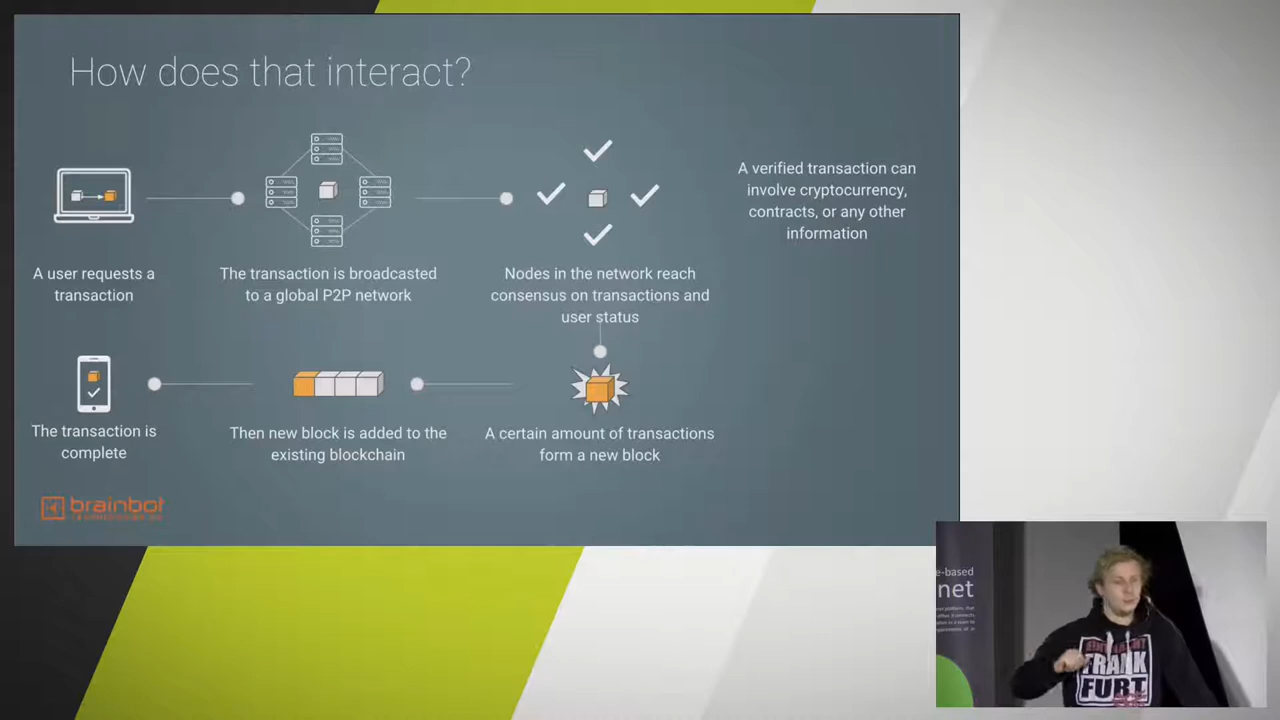 How does that interact?
A user requests a
transaction
The transaction is broadcasted
to a global P2P network
Nodes in the network reach
consensus on transactions and
user status
A verified transaction can
involve cryptocurrency,
contracts, or any other
information
The transaction is
complete
Then new block is added to the
existing blockchain
A certain amount of transactions
form a new block
brainbot
e-based
net
FRANK
FURT